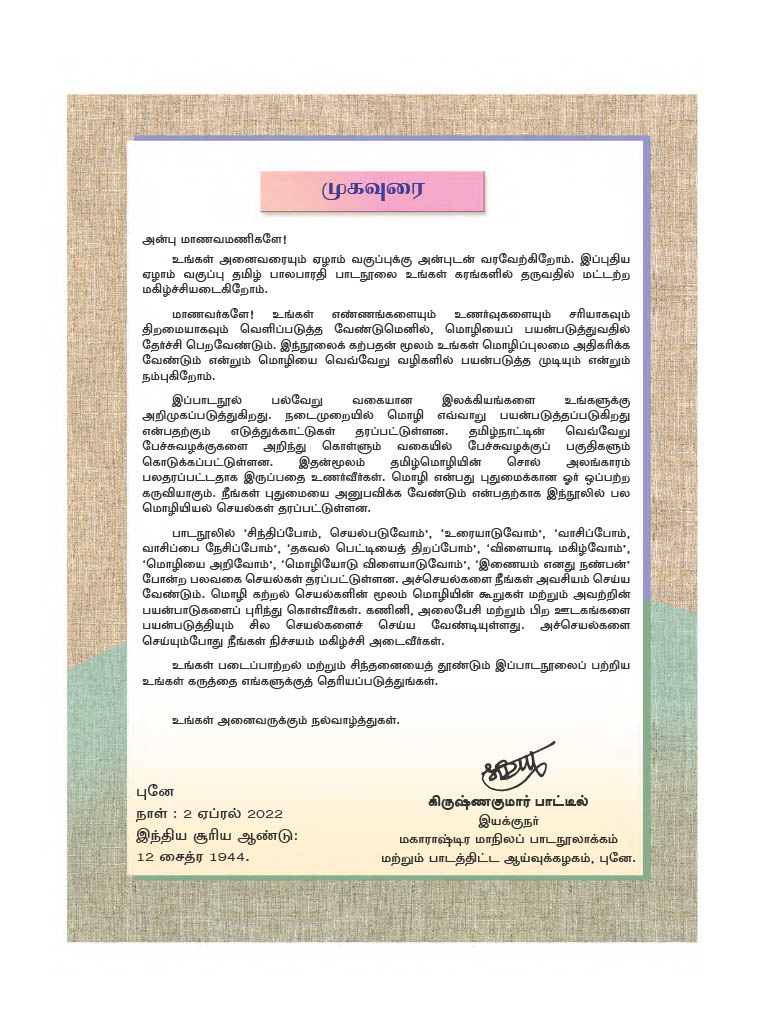 முகவுரை
அன்பு மாணவமணிகளே!
உங்கள் அனைவரையும் ஏழாம் வகுப்புக்கு அன்புடன் வரவேற்கிறோம். இப்புதிய
ஏழாம் வகுப்பு தமிழ் பாலபாரதி பாடநூலை உங்கள் கரங்களில் தருவதில் மட்டற்ற
மகிழ்ச்சியடைகிறோம்.
மாணவர்களே! உங்கள் எண்ணங்களையும் உணர்வுகளையும் சரியாகவும்
திறமையாகவும் வெளிப்படுத்த வேண்டுமெனில், மொழியைப் பயன்படுத்துவதில்
தேர்ச்சி பெறவேண்டும். இந்நூலைக் கற்பதன் மூலம் உங்கள் மொழிப்புலமை அதிகரிக்க
வேண்டும் என்றும் மொழியை வெவ்வேறு வழிகளில் பயன்படுத்த முடியும் என்றும்
நம்புகிறோம்.
இப்பாடநூல் பல்வேறு வகையான இலக்கியங்களை உங்களுக்கு
அறிமுகப்படுத்துகிறது. நடைமுறையில் மொழி எவ்வாறு பயன்படுத்தப்படுகிறது
என்பதற்கும் எடுத்துக்காட்டுகள் தரப்பட்டுள்ளன. தமிழ்நாட்டின் வெவ்வேறு
பேச்சுவழக்குகளை அறிந்து கொள்ளும் வகையில் பேச்சுவழக்குப் பகுதிகளும்
கொடுக்கப்பட்டுள்ளன. இதன்மூலம் தமிழ்மொழியின் சொல் அலங்காரம்
பலதரப்பட்டதாக இருப்பதை உணர்வீர்கள். மொழி என்பது புதுமைக்கான ஓர் ஒப்பற்ற
கருவியாகும். நீங்கள் புதுமையை அனுபவிக்க வேண்டும் என்பதற்காக இந்நூலில் பல
மொழியியல் செயல்கள் தரப்பட்டுள்ளன.
பாடநூலில் ‘சிந்திப்போம், செயல்படுவோம்’, ‘உரையாடுவோம்’, ‘வாசிப்போம்,
வாசிப்பை நேசிப்போம்’, ‘தகவல் பெட்டியைத் திறப்போம்’, ‘விளையாடி மகிழ்வோம்’,
‘மொழியை அறிவோம்’, ‘மொழியோடு விளையாடுவோம்’, ‘இணையம் எனது நண்பன்’
போன்ற பலவகை செயல்கள் தரப்பட்டுள்ளன. அச்செயல்களை நீங்கள் அவசியம் செய்ய
வேண்டும். மொழி கற்றல் செயல்களின் மூலம் மொழியின் கூறுகள் மற்றும் அவற்றின்
பயன்பாடுகளைப் புரிந்து கொள்வீர்கள். கணினி, அலைபேசி மற்றும் பிற ஊடகங்களை
பயன்படுத்தியும் சில செயல்களைச் செய்ய வேண்டியுள்ளது. அச்செயல்களை
செய்யும்போது நீங்கள் நிச்சயம் மகிழ்ச்சி அடைவீர்கள்.
உங்கள் படைப்பாற்றல் மற்றும் சிந்தனையைத் தூண்டும் இப்பாடநூலைப் பற்றிய
உங்கள் கருத்தை எங்களுக்குத் தெரியப்படுத்துங்கள்.
உங்கள் அனைவருக்கும் நல்வாழ்த்துகள்.
புனே
நாள் : 2 ஏப்ரல் 2022
இந்திய சூரிய ஆண்டு:
12 சைத்ர 1944.
கிருஷ்ணகுமார் பாட்டீல்
இயக்குநர்
மகாராஷ்டிர மாநிலப் பாடநூலாக்கம்
மற்றும் பாடத்திட்ட ஆய்வுக்கழகம், புனே.